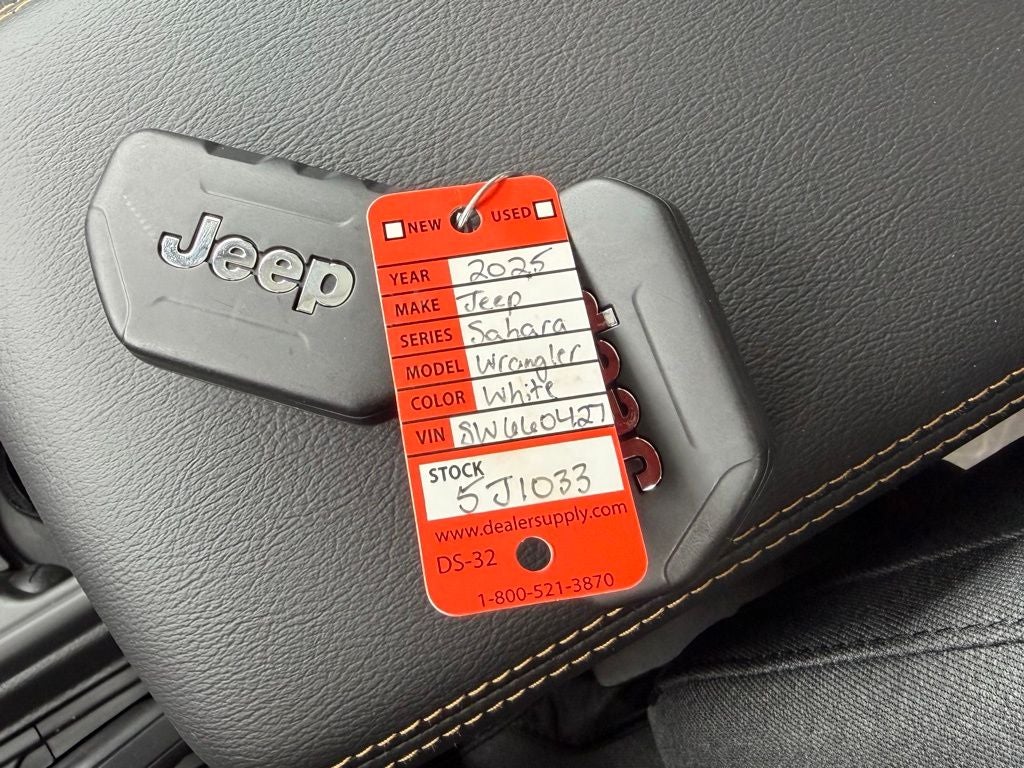 Jeep
NEW USED
YEAR 2025
MAKE Jeep
SERIES Sahara
MODEL Wrangler
COLOR White
VIN SW660427
STOCK
5J1033
www.dealersupply.com
DS-32
1-800-521-3870